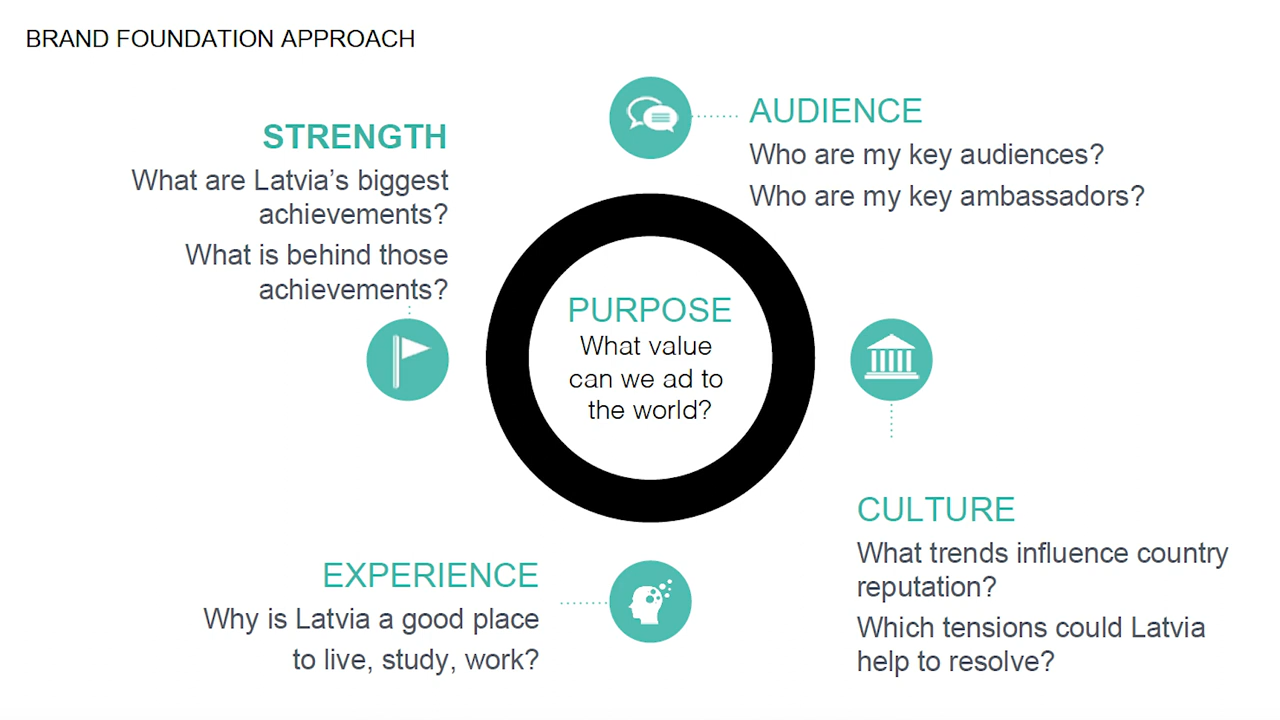 BRAND FOUNDATION APPROACH
STRENGTH
What are Latvia's biggest
achievements?
What is behind those
achievements?
AUDIENCE
Who are my key audiences?
Who are my key ambassadors?
PURPOSE
What value
can we ad to
the world?
EXPERIENCE
Why is Latvia a good place
to live, study, work?
CULTURE
What trends influence country
reputation?
Which tensions could Latvia
help to resolve?